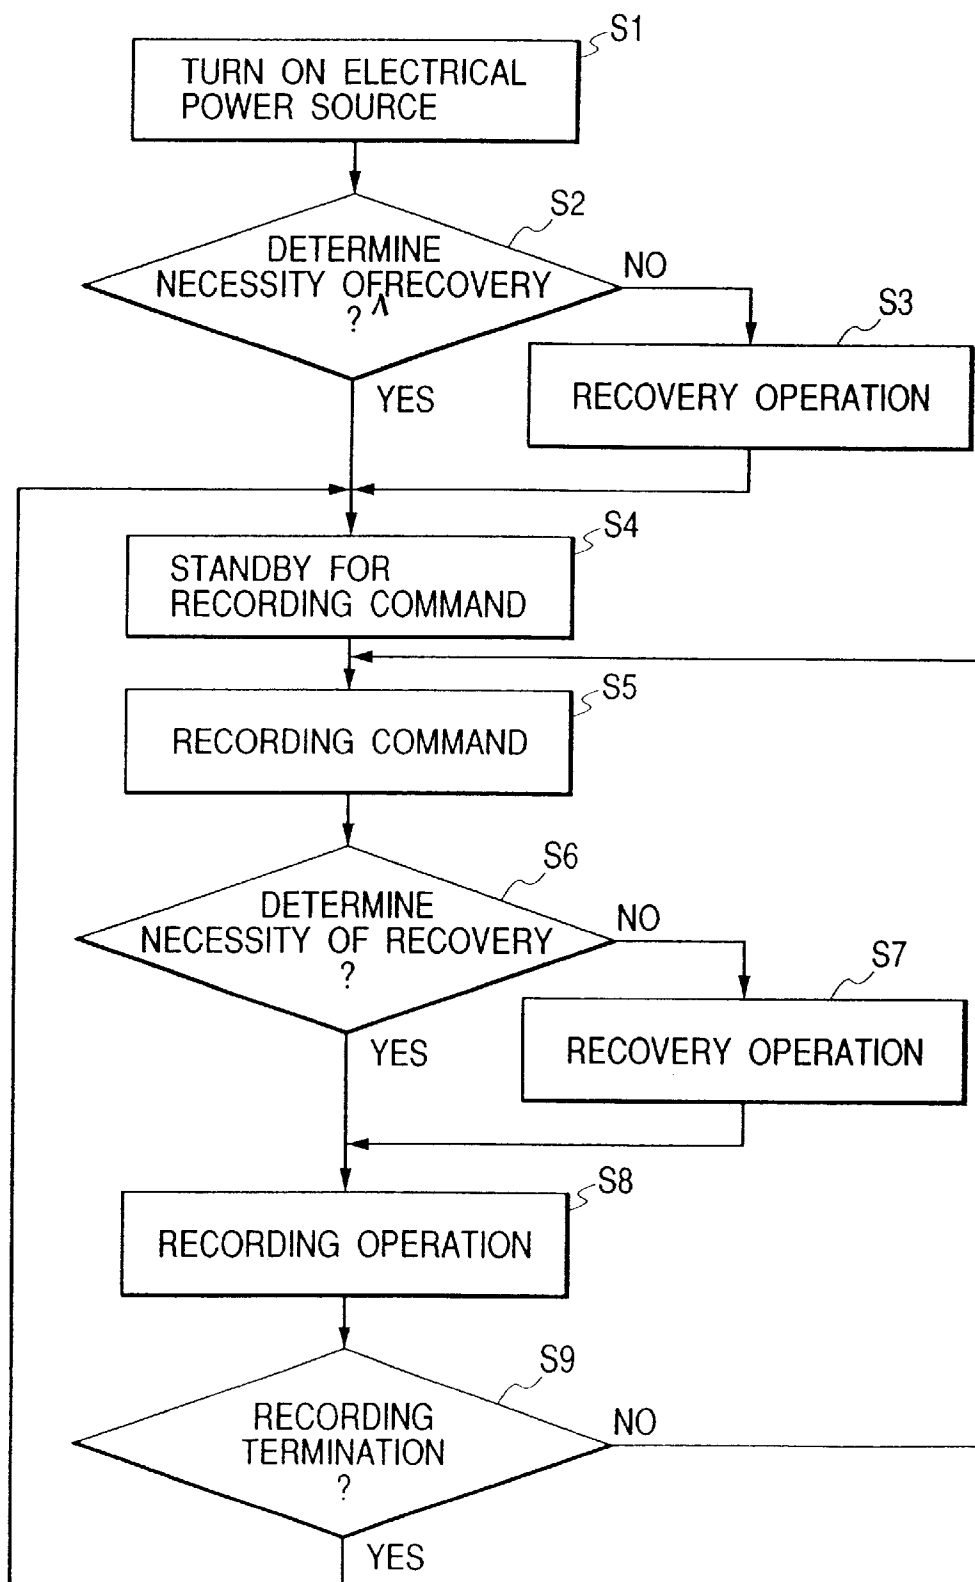 S1
TURN ON ELECTRICAL
POWER SOURCE
S2
DETERMINE
NECESSITY OFRECOVERY
?
NO
YES
S3
RECOVERY OPERATION
S4
STANDBY FOR
RECORDING COMMAND
S5
RECORDING COMMAND
S6
DETERMINE
NECESSITY OF RECOVERY
?
NO
YES
S7
RECOVERY OPERATION
S8
RECORDING OPERATION
S9
RECORDING
TERMINATION
?
NO
YES